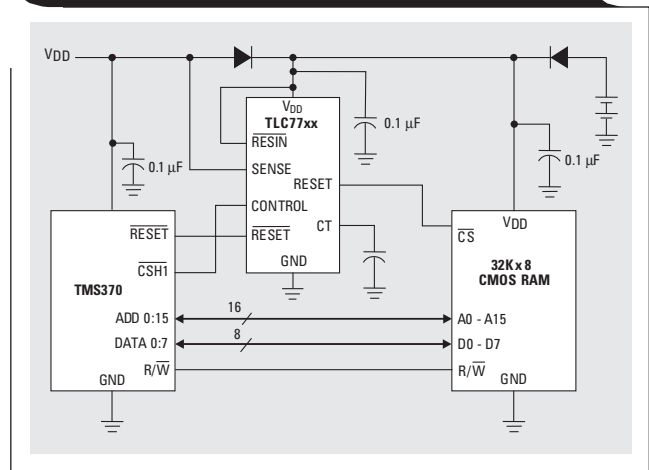 VDD
VDD
TLC77xx
RESIN
SENSE
RESET
CONTROL
CT
RESET
GND
0.1 µF
0.1 µF
0.1 µF
RESET
CSH1
TMS370
ADD 0:15
DATA 0:7
R/W
GND
16
8
VDD
CS
32K x 8
CMOS RAM
A0 - A15
D0 - D7
R/W
GND